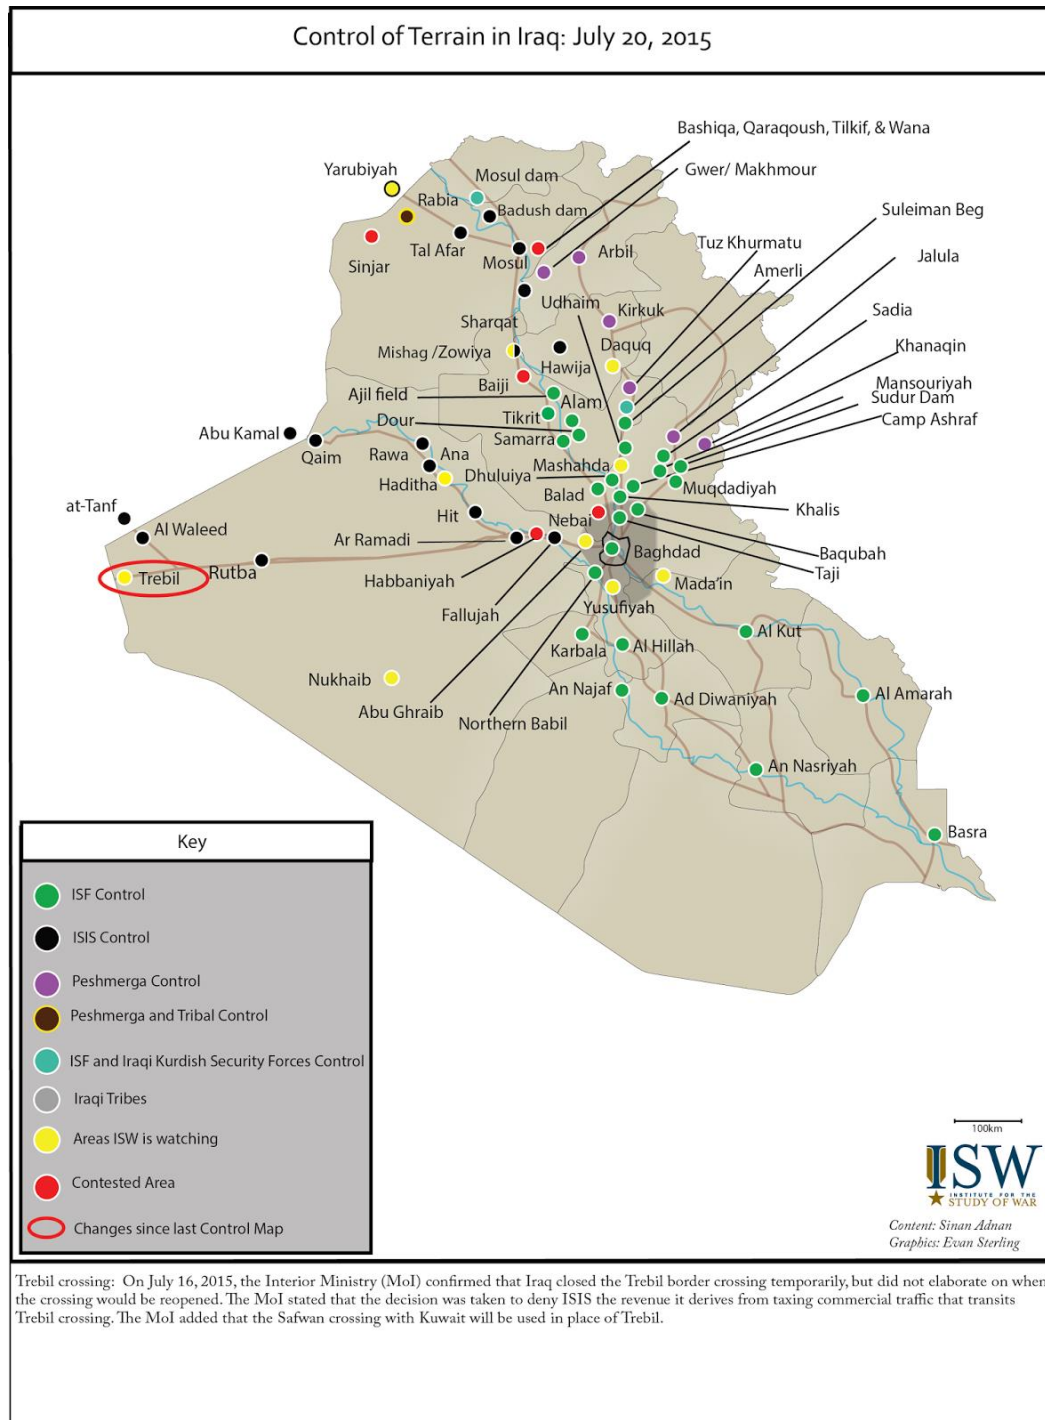 Control of Terrain in Iraq: July 20, 2015
Bashiqa, Qaraqoush, Tilkif, & Wana
Gwer/ Makhmour
Yarubiyah
Mosul dam
Rabia
Badush dam
Suleiman Beg
Tal Afar
Mosul
Arbil
Tuz Khurmatu
Amerli
Jalula
Sinjar
Udhaim
Kirkuk
Sadia
Sharqat
Daquq
Khanaqin
Mishag /Zowiya
Hawija
Mansouriyah
Sudur Dam
Camp Ashraf
Baiji
Ajil field
Alam
Tikrit
Dour
Samarra
Abu Kamal
Qaim
Rawa
Ana
Mashahda
Dhuluiya
Haditha
Balad
Muqdadiyah
at-Tanf
Al Waleed
Hit
Nebai
Khalis
Ar Ramadi
Baghdad
Baqubah
Taji
Trebil
Rutba
Habbaniyah
Mada'in
Fallujah
Yusufiyah
Al Kut
Karbala
Al Hillah
Nukhaib
An Najaf
Ad Diwaniyah
Al Amarah
Abu Ghraib
Northern Babil
An Nasriyah
Basra
Key
ISF Control
ISIS Control
Peshmerga Control
Peshmerga and Tribal Control
ISF and Iraqi Kurdish Security Forces Control
Iraqi Tribes
Areas ISW is watching
Contested Area
Changes since last Control Map
100km
ISW
INSTITUTE FOR THE
STUDY OF WAR
Content: Sinan Adnan
Graphics: Evan Sterling
Trebil crossing: On July 16, 2015, the Interior Ministry (MoI) confirmed that Iraq closed the Trebil border crossing temporarily, but did not elaborate on when
the crossing would be reopened. The MoI stated that the decision was taken to deny ISIS the revenue it derives from taxing commercial traffic that transits
Trebil crossing. The MoI added that the Safwan crossing with Kuwait will be used in place of Trebil.